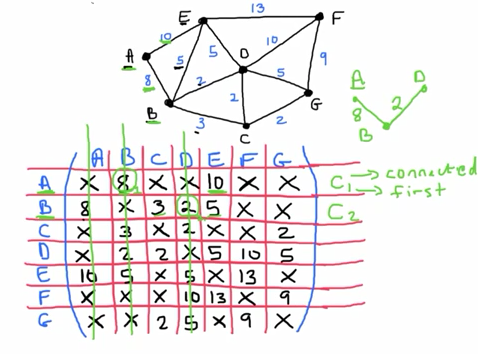 13
E F
10 5 D 10
A 5 9
8 2 5
B 2 G
3 2
C
A D
8 2
B
A B C D E F G
A X 8 X X 10 X X C1 → connected
→ first
B 8 X 3 2 5 X X C2
C X 3 X 2 X X 2
D X 2 2 X 5 10 5
E 10 5 X 5 X 13 X
F X X X 10 13 X 9
G X X 2 5 X 9 X